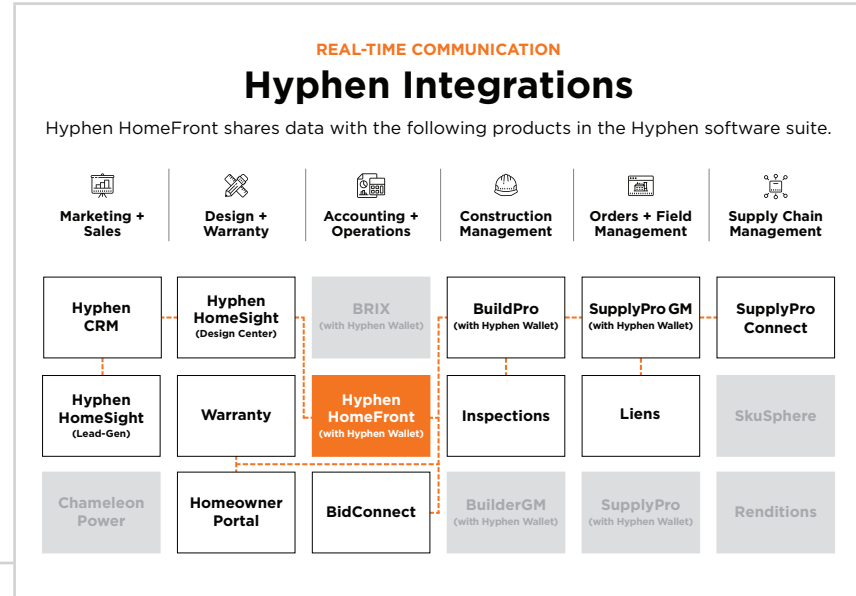 REAL-TIME COMMUNICATION
Hyphen Integrations
Hyphen HomeFront shares data with the following products in the Hyphen software suite.
Marketing +
Sales
Design +
Warranty
Accounting +
Operations
Construction
Management
Orders + Field
Management
Supply Chain
Management
Hyphen
CRM
Hyphen
HomeSight
(Design Center)
BRIX
(with Hyphen Wallet)
BuildPro
(with Hyphen Wallet)
SupplyPro GM
(with Hyphen Wallet)
SupplyPro
Connect
Hyphen
HomeSight
(Lead-Gen)
Warranty
Hyphen
HomeFront
(with Hyphen Wallet)
Inspections
Liens
SkuSphere
Chameleon
Power
Homeowner
Portal
BidConnect
BuilderGM
(with Hyphen Wallet)
SupplyPro
(with Hyphen Wallet)
Renditions